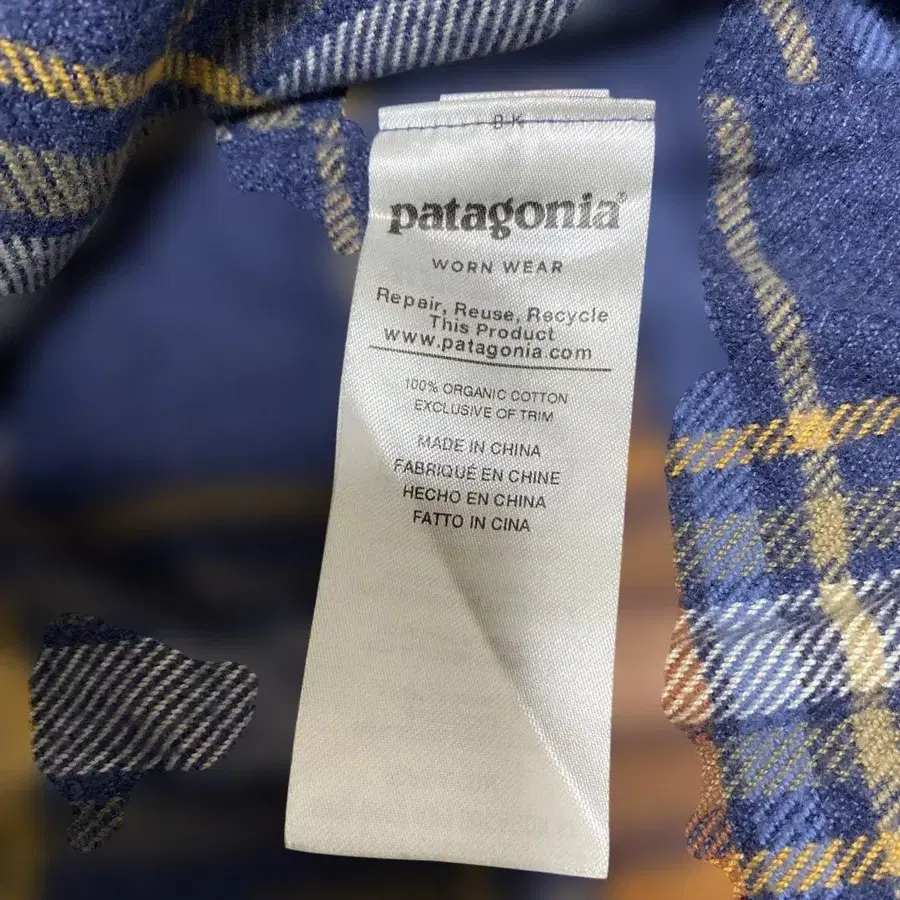 B-K
patagonia®
WORN WEAR
Repair, Reuse, Recycle
This Product
www.patagonia.com
100% ORGANIC COTTON
EXCLUSIVE OF TRIM
MADE IN CHINA
FABRIQUÉ EN CHINE
HECHO EN CHINA
FATTO IN CINA